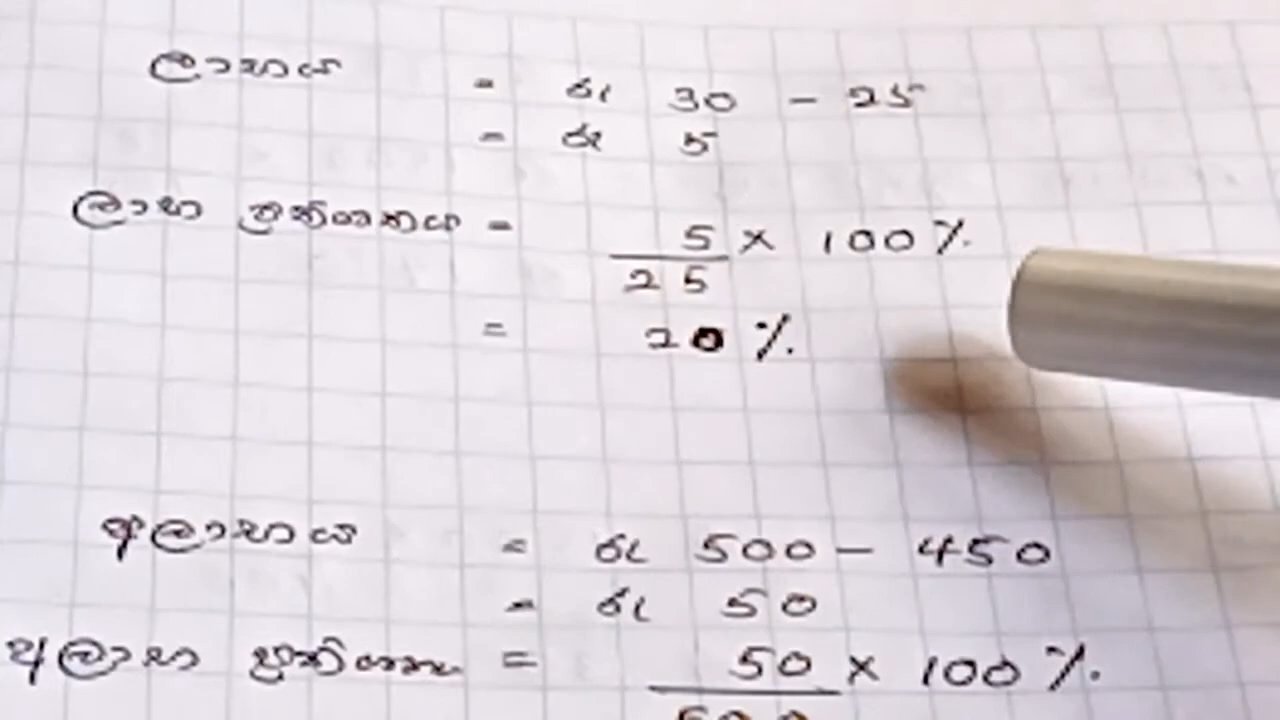 ලාභය = රු 30 - 25
= රු 5
ලාභ ප්‍රතිශතය = 5/25 × 100%
= 20%
අලාභය = රු 500 - 450
= රු 50
අලාභ ප්‍රතිශතය = 50/500 × 100%